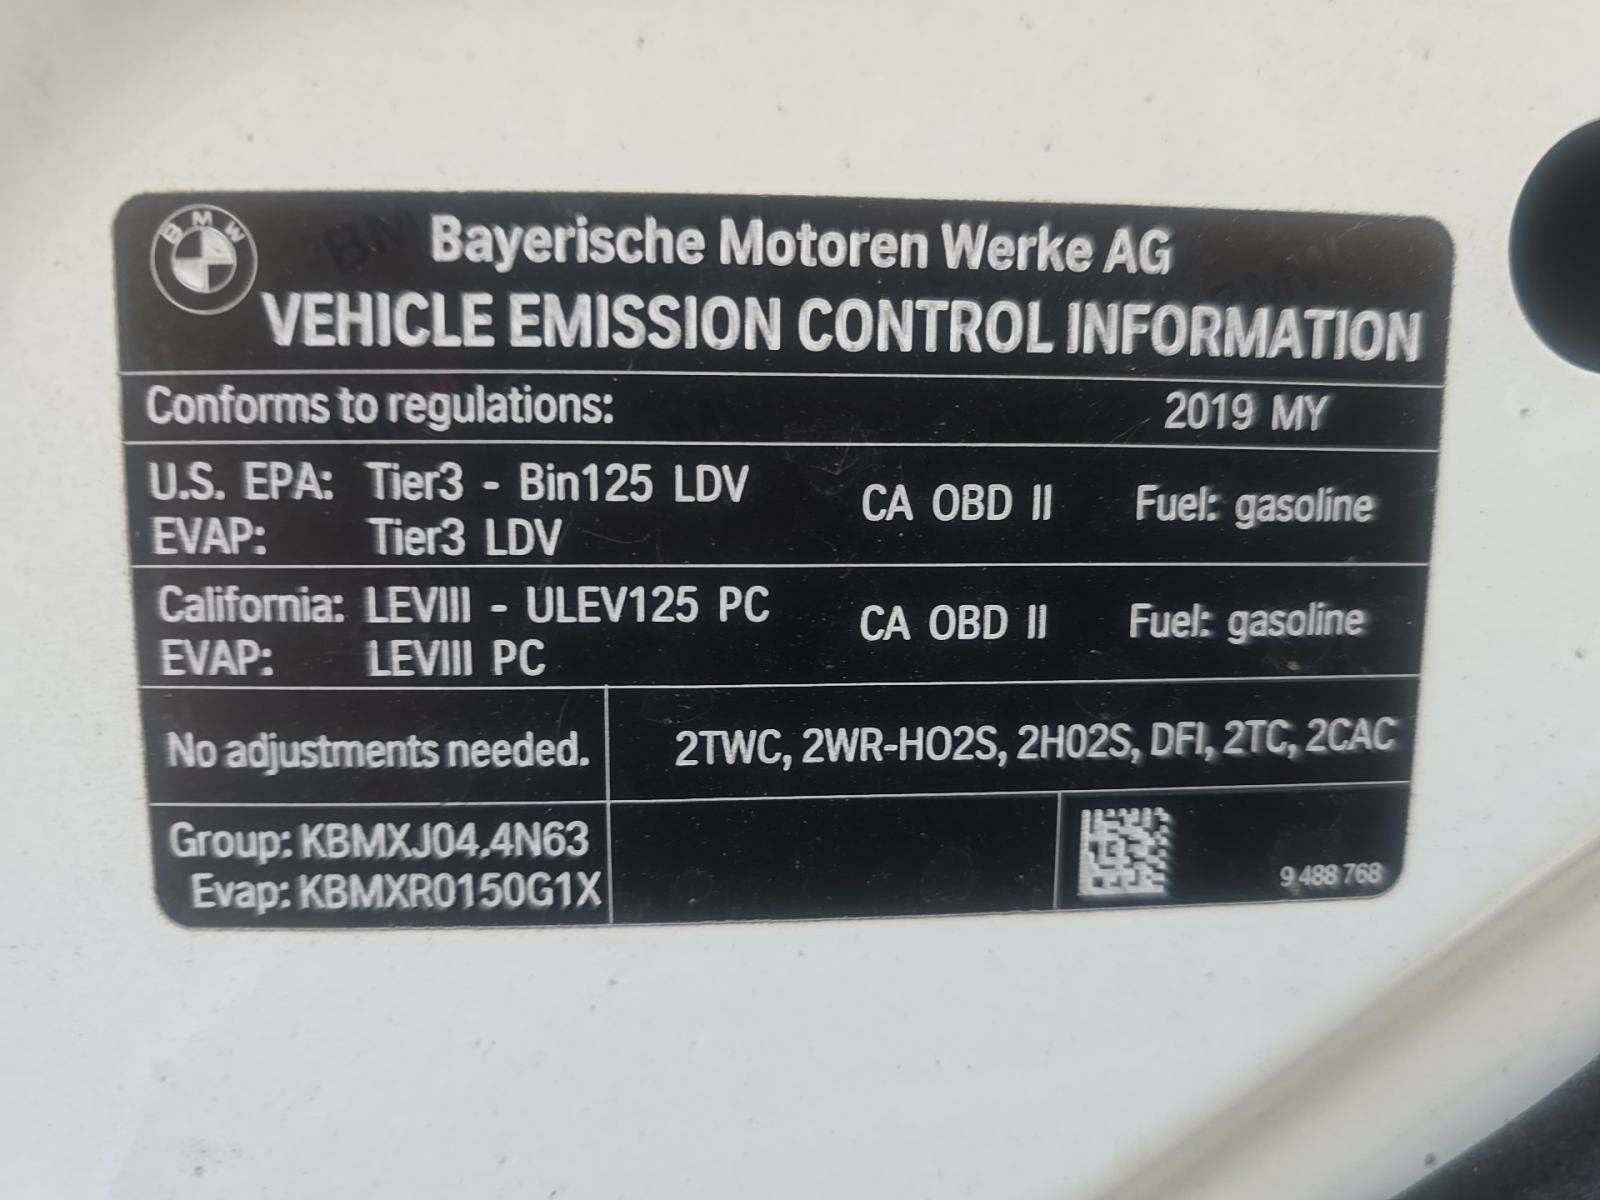 BMW
Bayerische Motoren Werke AG
VEHICLE EMISSION CONTROL INFORMATION
Conforms to regulations: 2019 MY
U.S. EPA: Tier3 - Bin125 LDV CA OBD II Fuel: gasoline
EVAP: Tier3 LDV
California: LEVIII - ULEV125 PC CA OBD II Fuel: gasoline
EVAP: LEVIII PC
No adjustments needed. 2TWC, 2WR-HO2S, 2H02S, DFI, 2TC, 2CAC
Group: KBMXJ04.4N63
Evap: KBMXR0150G1X
9 488 768